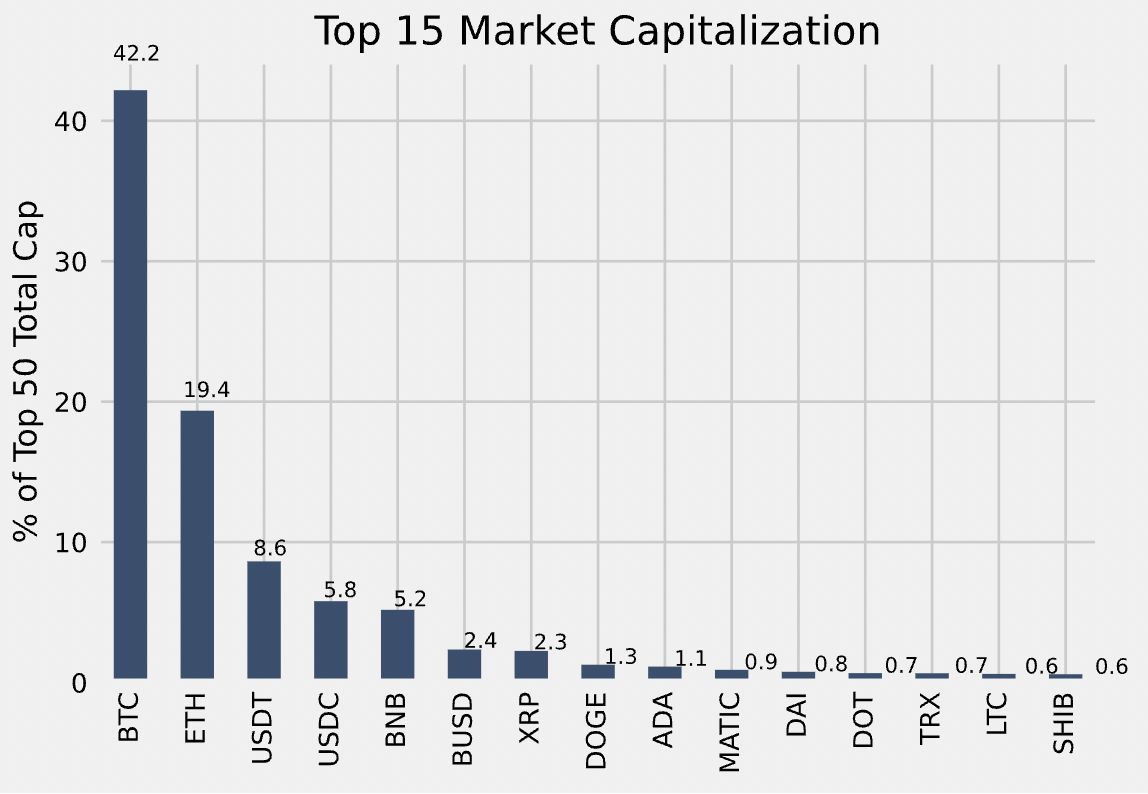 Top 15 Market Capitalization
% of Top 50 Total Cap
40
30
20
10
0
42.2
19.4
8.6
5.8
5.2
2.4
2.3
1.3
1.1
0.9
0.8
0.7
0.7
0.6
0.6
BTC
ETH
USDT
USDC
BNB
BUSD
XRP
DOGE
ADA
MATIC
DAI
DOT
TRX
LTC
SHIB